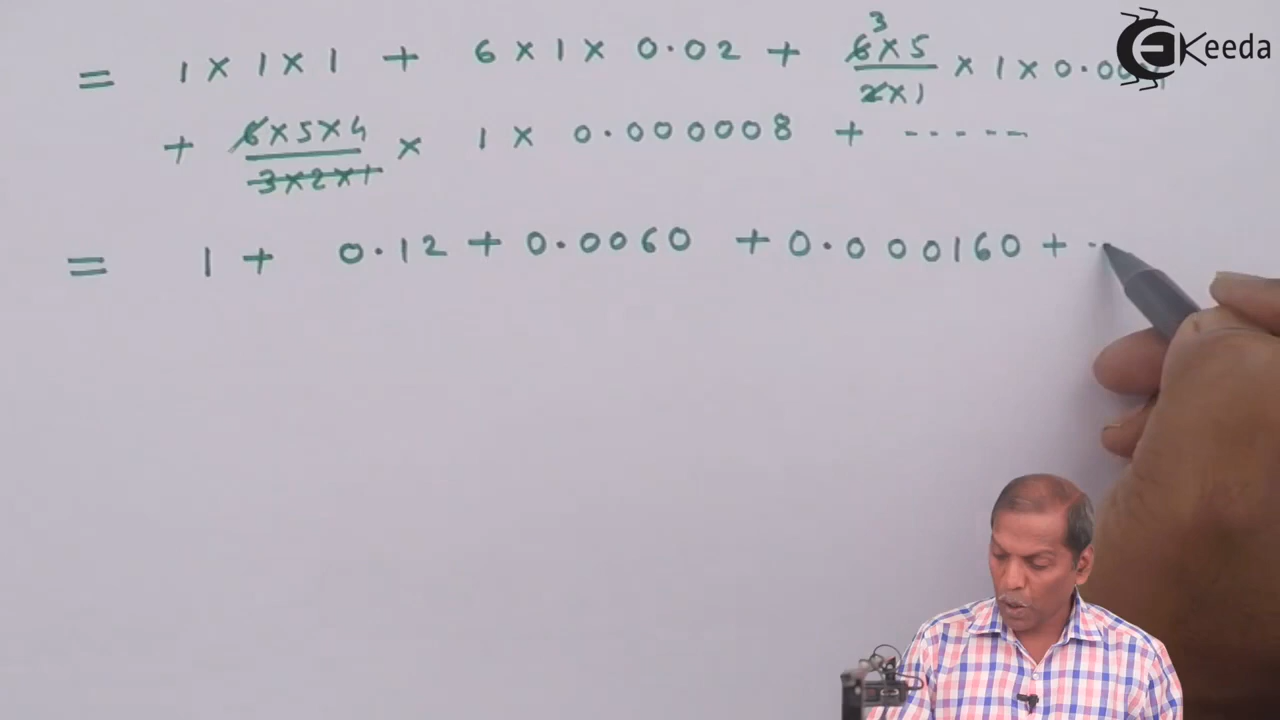 Keeda
= 1 × 1 × 1 + 6 × 1 × 0.02 + 3 6×5/2×1 × 1 × 0.00
+ 6×5×4/3×2×1 × 1 × 0.000008 + -----
= 1 + 0.12 + 0.0060 + 0.000160 + -